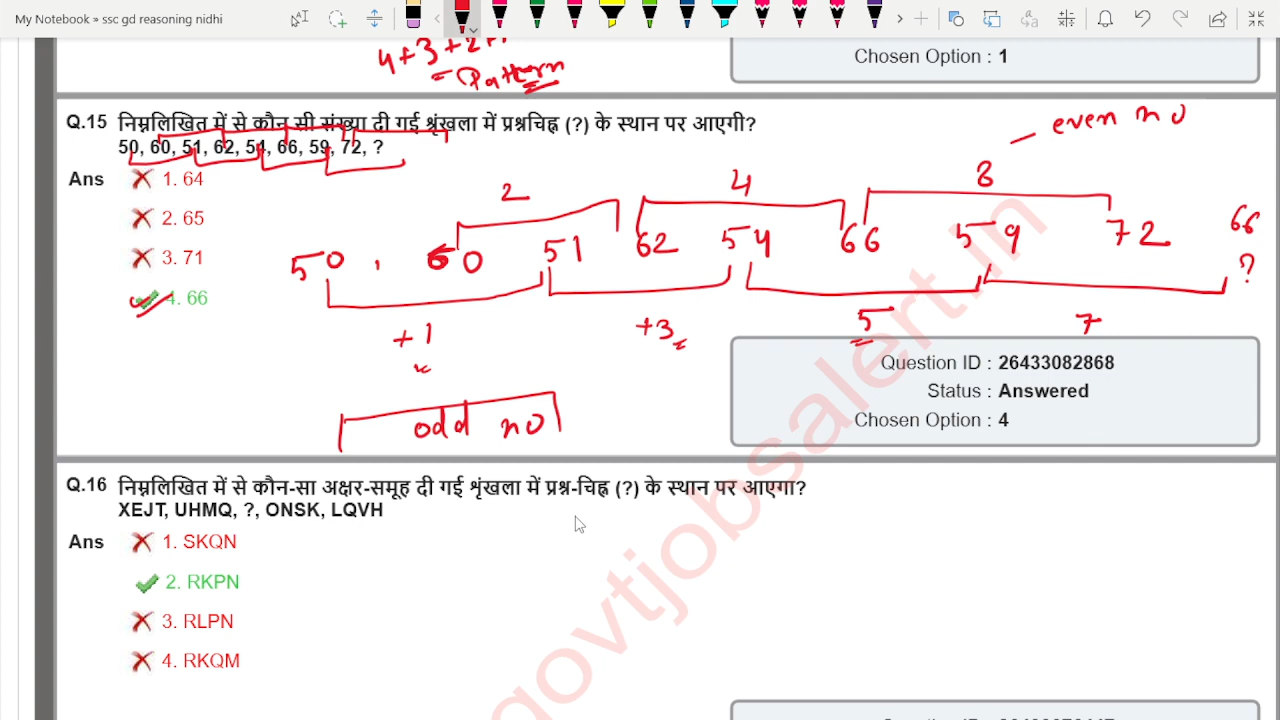 My Notebook » ssc gd reasoning nidhi
4+3+2+1
= Pattern
Chosen Option : 1
Q.15 निम्नलिखित में से कौन सी संख्या दी गई श्रृंखला में प्रश्नचिह्न (?) के स्थान पर आएगी?
50, 60, 51, 62, 54, 66, 59, 72, ?
Ans 1. 64
2. 65
3. 71
4. 66
even no
2 4 8
50, 60 51 62 54 66 59 72 66
?
+1 +3 5 7
odd no
Question ID : 26433082868
Status : Answered
Chosen Option : 4
Q.16 निम्नलिखित में से कौन-सा अक्षर-समूह दी गई श्रृंखला में प्रश्न-चिह्न (?) के स्थान पर आएगा?
XEJT, UHMQ, ?, ONSK, LQVH
Ans 1. SKQN
2. RKPN
3. RLPN
4. RKQM
govtjobsalert.in